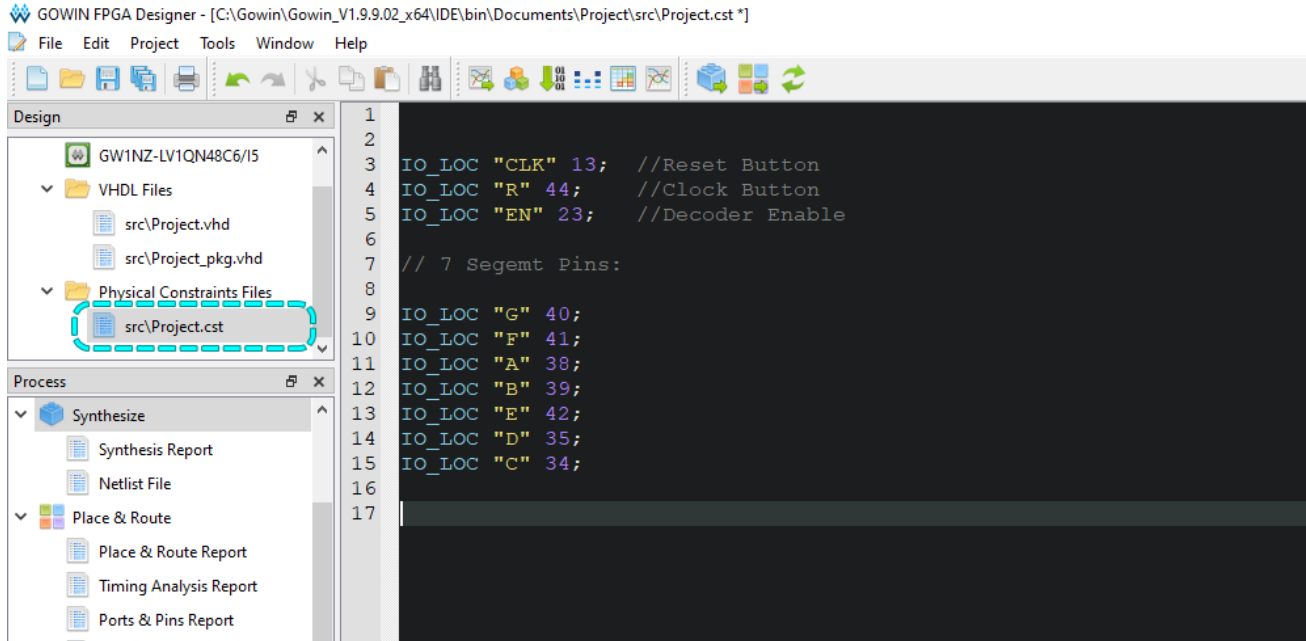 GOWIN FPGA Designer - [C:\Gowin\Gowin_V1.9.9.02_x64\IDE\bin\Documents\Project\src\Project.cst *]
File Edit Project Tools Window Help
Design
GW1NZ-LV1QN48C6/I5
VHDL Files
src\Project.vhd
src\Project_pkg.vhd
Physical Constraints Files
src\Project.cst
Process
Synthesize
Synthesis Report
Netlist File
Place & Route
Place & Route Report
Timing Analysis Report
Ports & Pins Report
1
2
3 IO_LOC "CLK" 13; //Reset Button
4 IO_LOC "R" 44; //Clock Button
5 IO_LOC "EN" 23; //Decoder Enable
6
7 // 7 Segemt Pins:
8
9 IO_LOC "G" 40;
10 IO_LOC "F" 41;
11 IO_LOC "A" 38;
12 IO_LOC "B" 39;
13 IO_LOC "E" 42;
14 IO_LOC "D" 35;
15 IO_LOC "C" 34;
16
17